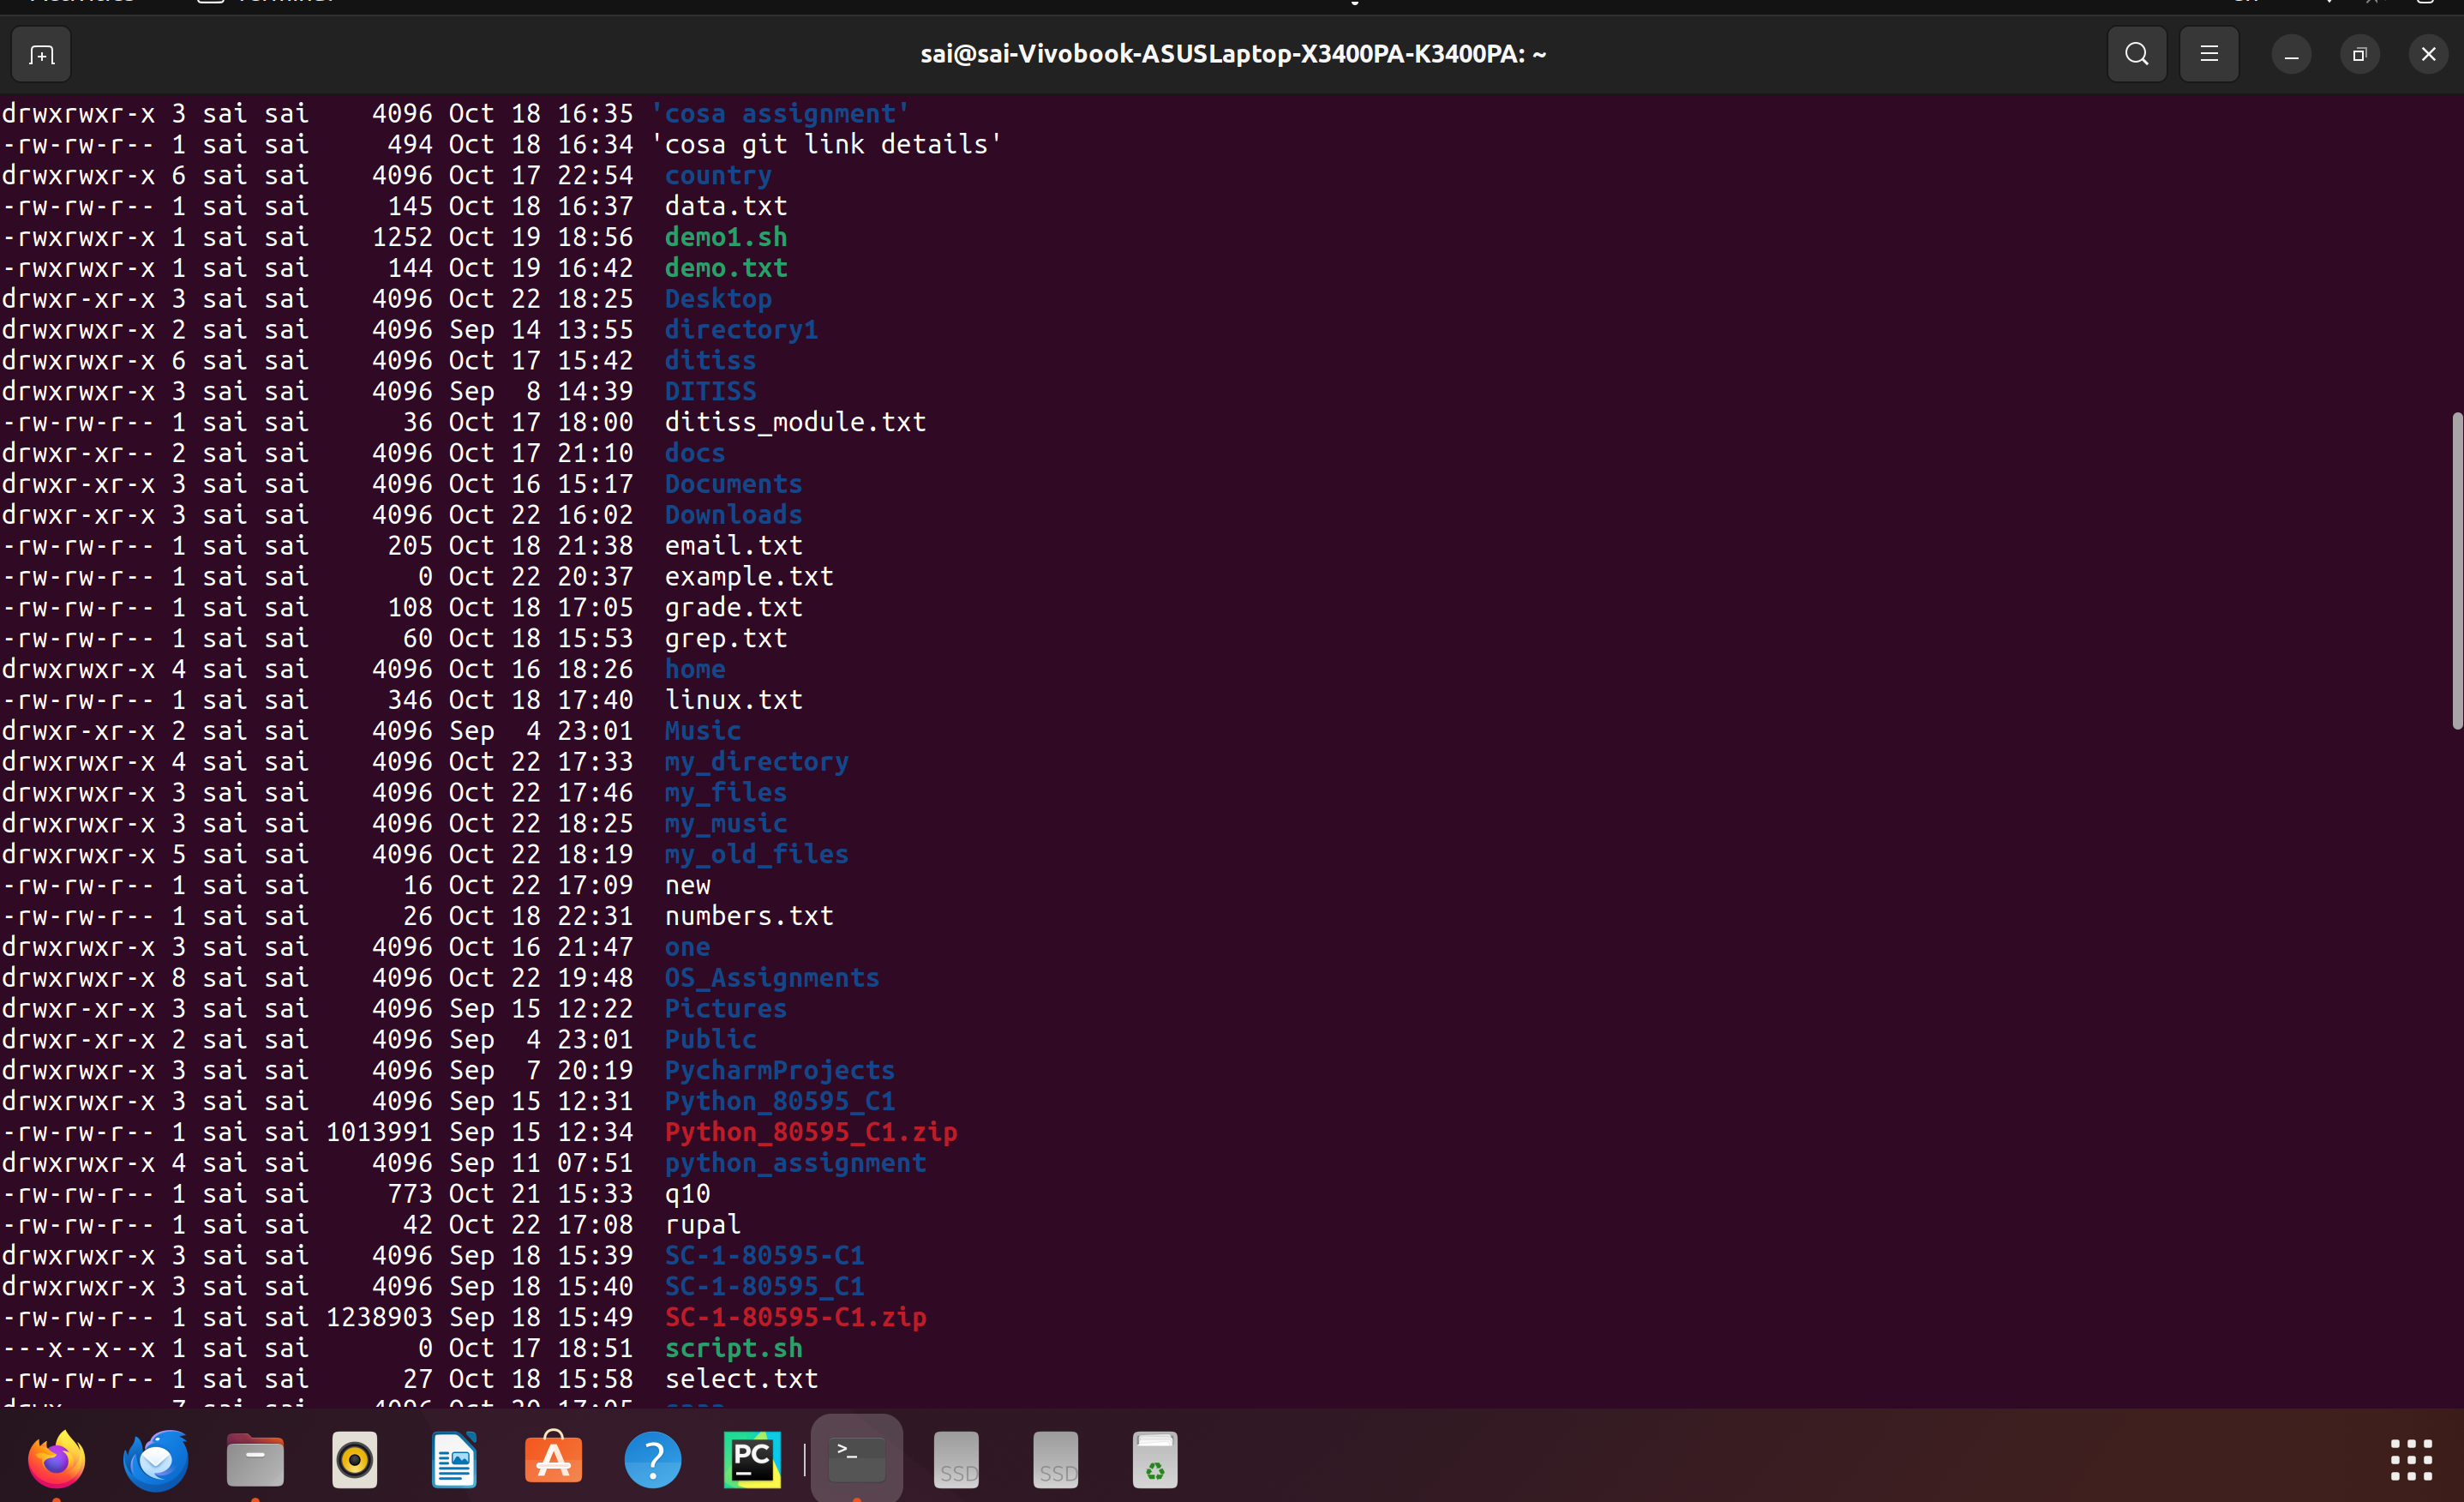 sai@sai-Vivobook-ASUSLaptop-X3400PA-K3400PA: ~
drwxrwxr-x 3 sai sai    4096 Oct 18 16:35 'cosa assignment'
-rw-rw-r-- 1 sai sai     494 Oct 18 16:34 'cosa git link details'
drwxrwxr-x 6 sai sai    4096 Oct 17 22:54  country
-rw-rw-r-- 1 sai sai     145 Oct 18 16:37  data.txt
-rwxrwxr-x 1 sai sai    1252 Oct 19 18:56  demo1.sh
-rwxrwxr-x 1 sai sai     144 Oct 19 16:42  demo.txt
drwxr-xr-x 3 sai sai    4096 Oct 22 18:25  Desktop
drwxrwxr-x 2 sai sai    4096 Sep 14 13:55  directory1
drwxrwxr-x 6 sai sai    4096 Oct 17 15:42  ditiss
drwxrwxr-x 3 sai sai    4096 Sep  8 14:39  DITISS
-rw-rw-r-- 1 sai sai      36 Oct 17 18:00  ditiss_module.txt
drwxr-xr-- 2 sai sai    4096 Oct 17 21:10  docs
drwxr-xr-x 3 sai sai    4096 Oct 16 15:17  Documents
drwxr-xr-x 3 sai sai    4096 Oct 22 16:02  Downloads
-rw-rw-r-- 1 sai sai     205 Oct 18 21:38  email.txt
-rw-rw-r-- 1 sai sai       0 Oct 22 20:37  example.txt
-rw-rw-r-- 1 sai sai     108 Oct 18 17:05  grade.txt
-rw-rw-r-- 1 sai sai      60 Oct 18 15:53  grep.txt
drwxrwxr-x 4 sai sai    4096 Oct 16 18:26  home
-rw-rw-r-- 1 sai sai     346 Oct 18 17:40  linux.txt
drwxr-xr-x 2 sai sai    4096 Sep  4 23:01  Music
drwxrwxr-x 4 sai sai    4096 Oct 22 17:33  my_directory
drwxrwxr-x 3 sai sai    4096 Oct 22 17:46  my_files
drwxrwxr-x 3 sai sai    4096 Oct 22 18:25  my_music
drwxrwxr-x 5 sai sai    4096 Oct 22 18:19  my_old_files
-rw-rw-r-- 1 sai sai      16 Oct 22 17:09  new
-rw-rw-r-- 1 sai sai      26 Oct 18 22:31  numbers.txt
drwxrwxr-x 3 sai sai    4096 Oct 16 21:47  one
drwxrwxr-x 8 sai sai    4096 Oct 22 19:48  OS_Assignments
drwxr-xr-x 3 sai sai    4096 Sep 15 12:22  Pictures
drwxr-xr-x 2 sai sai    4096 Sep  4 23:01  Public
drwxrwxr-x 3 sai sai    4096 Sep  7 20:19  PycharmProjects
drwxrwxr-x 3 sai sai    4096 Sep 15 12:31  Python_80595_C1
-rw-rw-r-- 1 sai sai 1013991 Sep 15 12:34  Python_80595_C1.zip
drwxrwxr-x 4 sai sai    4096 Sep 11 07:51  python_assignment
-rw-rw-r-- 1 sai sai     773 Oct 21 15:33  q10
-rw-rw-r-- 1 sai sai      42 Oct 22 17:08  rupal
drwxrwxr-x 3 sai sai    4096 Sep 18 15:39  SC-1-80595-C1
drwxrwxr-x 3 sai sai    4096 Sep 18 15:40  SC-1-80595_C1
-rw-rw-r-- 1 sai sai 1238903 Sep 18 15:49  SC-1-80595-C1.zip
---x--x--x 1 sai sai       0 Oct 17 18:51  script.sh
-rw-rw-r-- 1 sai sai      27 Oct 18 15:58  select.txt
PC
SSD
SSD